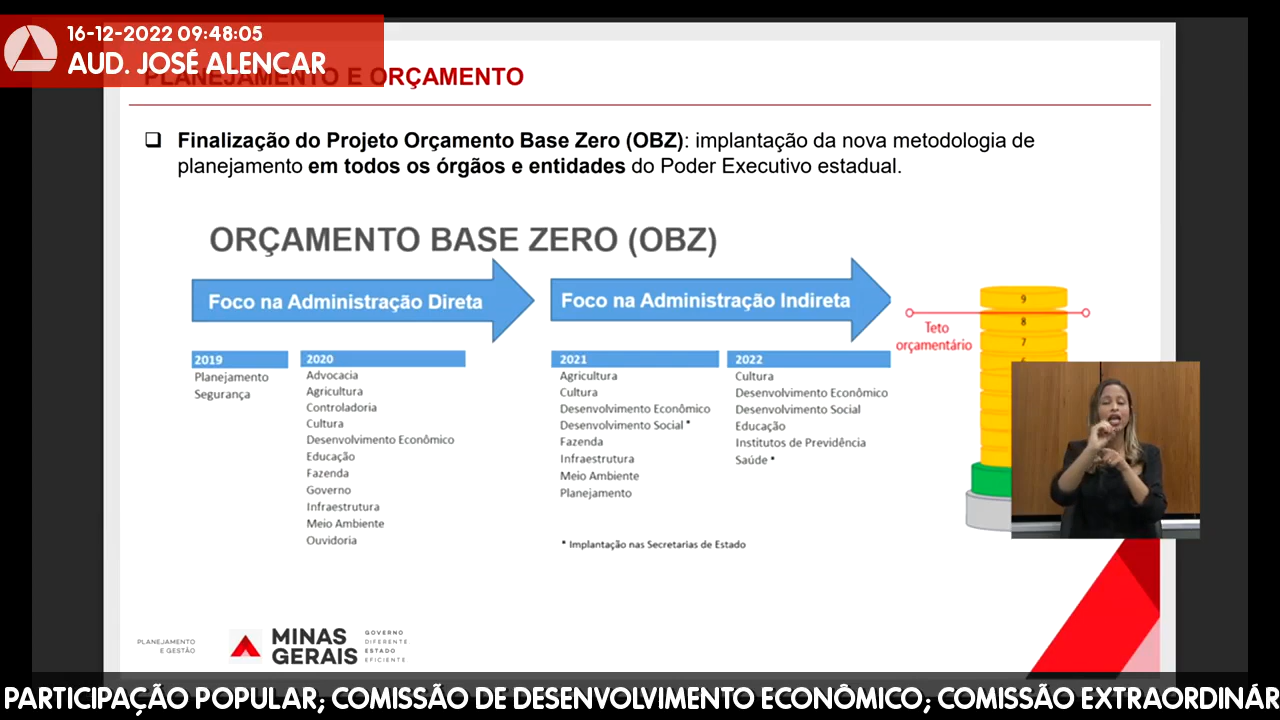 16-12-2022 09:48:05
AUD. JOSÉ ALENCAR
PLANEJAMENTO E ORÇAMENTO
❑ Finalização do Projeto Orçamento Base Zero (OBZ): implantação da nova metodologia de
planejamento em todos os órgãos e entidades do Poder Executivo estadual.
ORÇAMENTO BASE ZERO (OBZ)
Foco na Administração Direta
Foco na Administração Indireta
2019
Planejamento
Segurança
2020
Advocacia
Agricultura
Controladoria
Cultura
Desenvolvimento Econômico
Educação
Fazenda
Governo
Infraestrutura
Meio Ambiente
Ouvidoria
2021
Agricultura
Cultura
Desenvolvimento Econômico
Desenvolvimento Social *
Fazenda
Infraestrutura
Meio Ambiente
Planejamento
2022
Cultura
Desenvolvimento Econômico
Desenvolvimento Social
Educação
Institutos de Previdência
Saúde *
* Implantação nas Secretarias de Estado
9
8
7
Teto
orçamentário
PLANEJAMENTO
E GESTÃO
MINAS
GERAIS
GOVERNO
DIFERENTE
ESTADO
EFICIENTE
PARTICIPAÇÃO POPULAR; COMISSÃO DE DESENVOLVIMENTO ECONÔMICO; COMISSÃO EXTRAORDINÁR